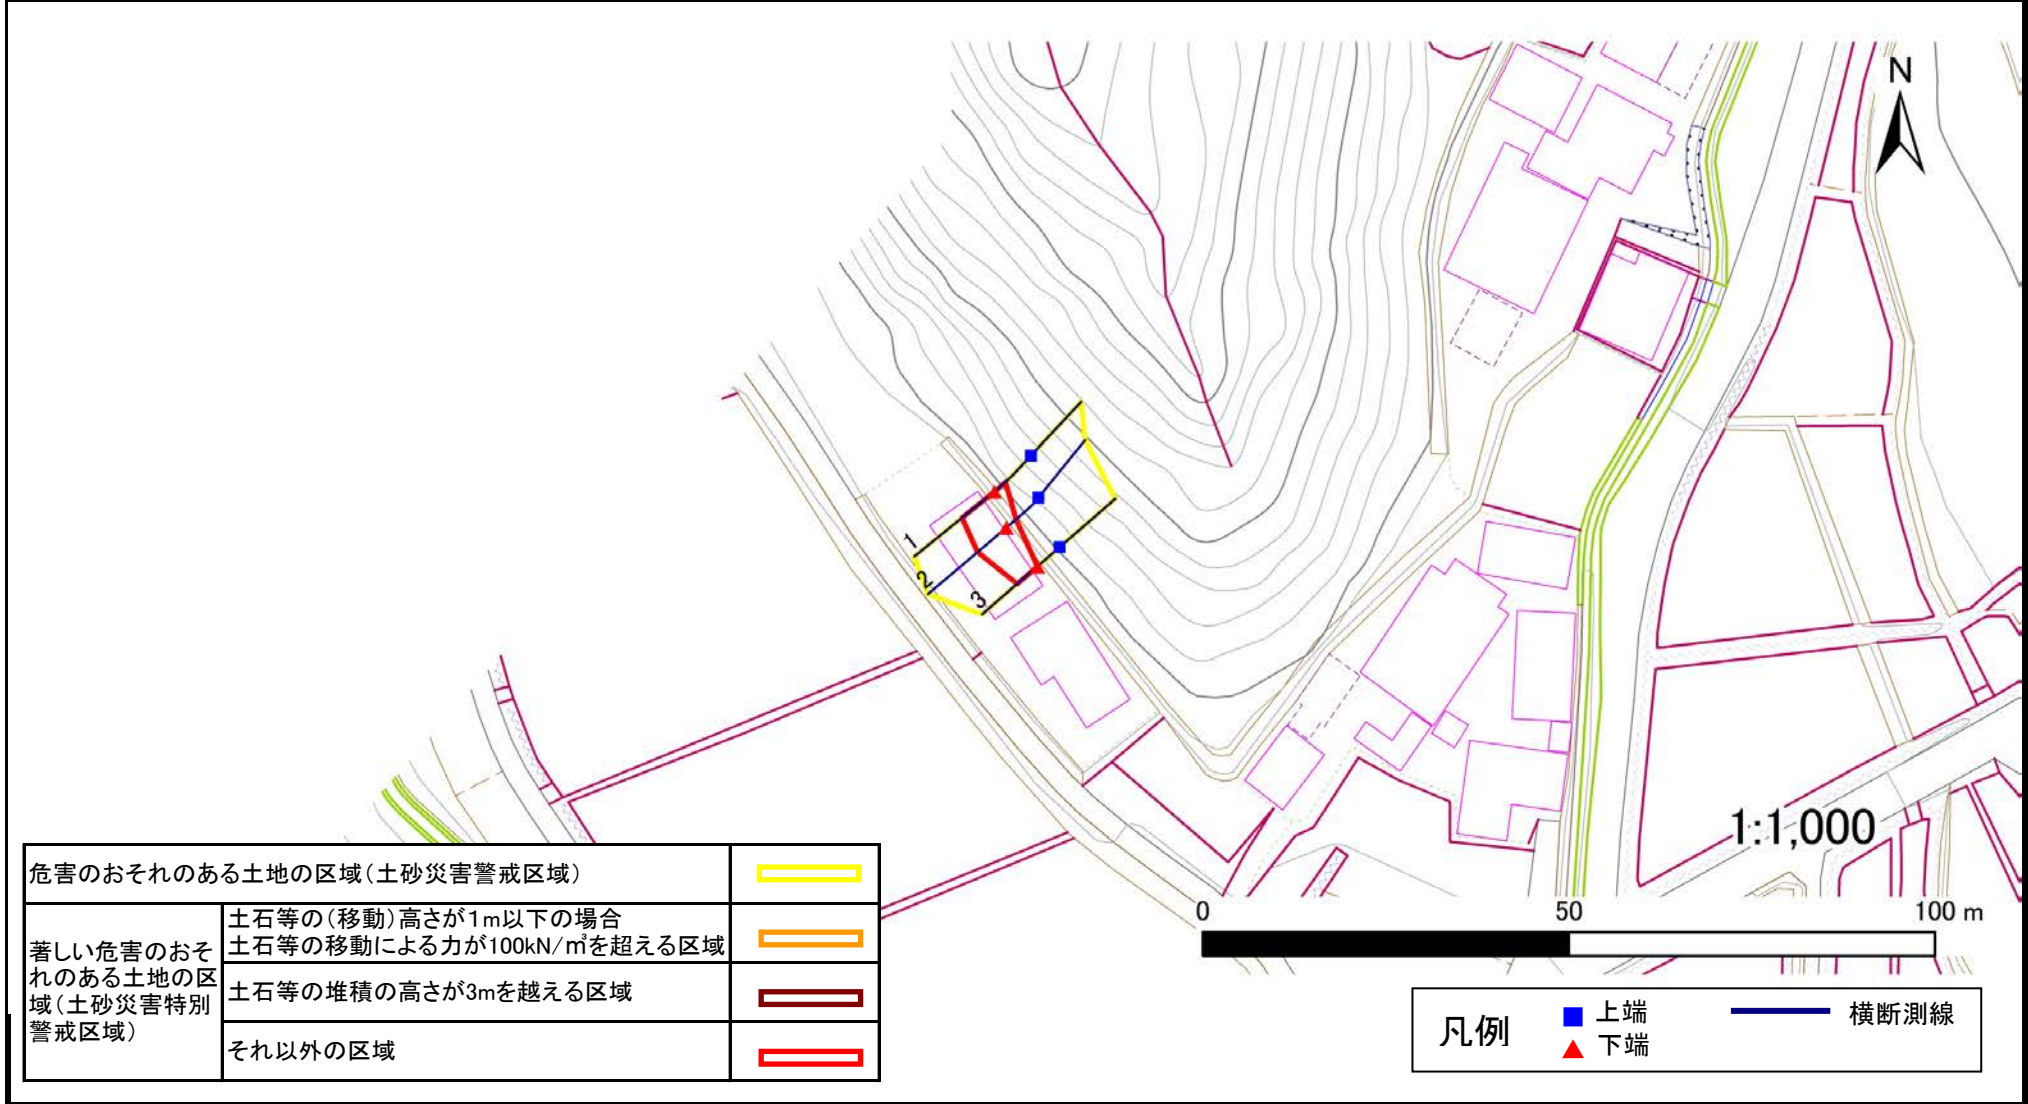 N
1
2
3
1:1,000
0 50 100 m
危害のおそれのある土地の区域(土砂災害警戒区域)
著しい危害のおそ
れのある土地の区
域(土砂災害特別
警戒区域)
土石等の(移動)高さが1m以下の場合
土石等の移動による力が100kN/㎡を超える区域
土石等の堆積の高さが3mを越える区域
それ以外の区域
凡例
上端
下端
横断測線